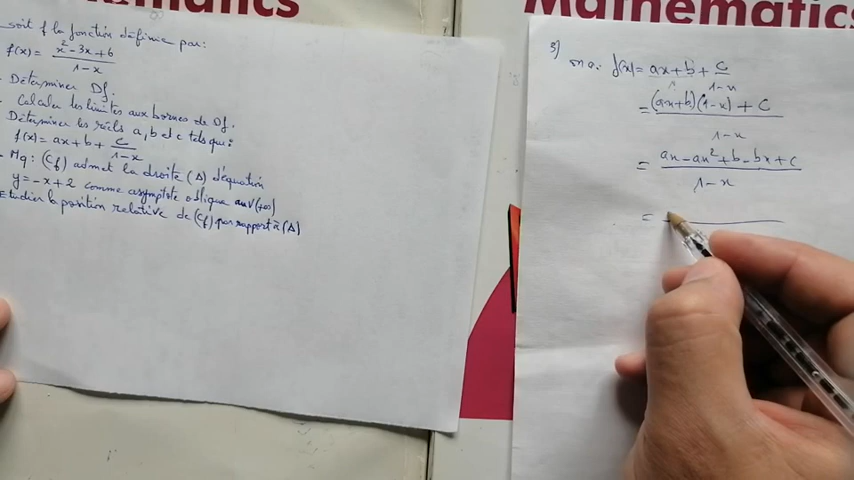 Mathematics
soit f la fonction définie par:
f(x) = x² - 3x + 6 / 1 - x
- Déterminer Df.
- Calculer les limites aux bornes de Df.
Déterminer les réels a, b et c tels que:
f(x) = ax + b + c / 1 - x
- Mq: (Cf) admet la droite (Δ) d'équation
y = -x + 2 comme asymptote oblique au V(+∞)
Etudier la position relative de (Cf) par rapport à (Δ)
Mathematics
3)
on a: f(x) = ax + b / 1 + c / 1 - x
= (ax + b)(1 - x) + c / 1 - x
= ax - ax² + b - bx + c / 1 - x
=